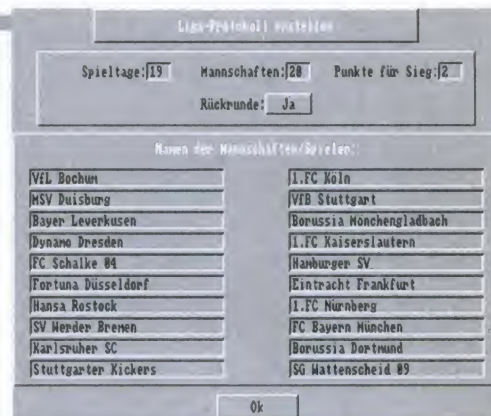 Liga-Protokoll erstellen
Spieltage: 19 Mannschaften: 20 Punkte für Sieg: 2
Rückrunde: Ja
Namen der Mannschaften/Spieler:
VfL Bochum 1.FC Köln
MSV Duisburg VfB Stuttgart
Bayer Leverkusen Borussia Mönchengladbach
Dynamo Dresden 1.FC Kaiserslautern
FC Schalke 04 Hamburger SV
Fortuna Düsseldorf Eintracht Frankfurt
Hansa Rostock 1.FC Nürnberg
SV Werder Bremen FC Bayern München
Karlsruher SC Borussia Dortmund
Stuttgarter Kickers SG Wattenscheid 09
Ok